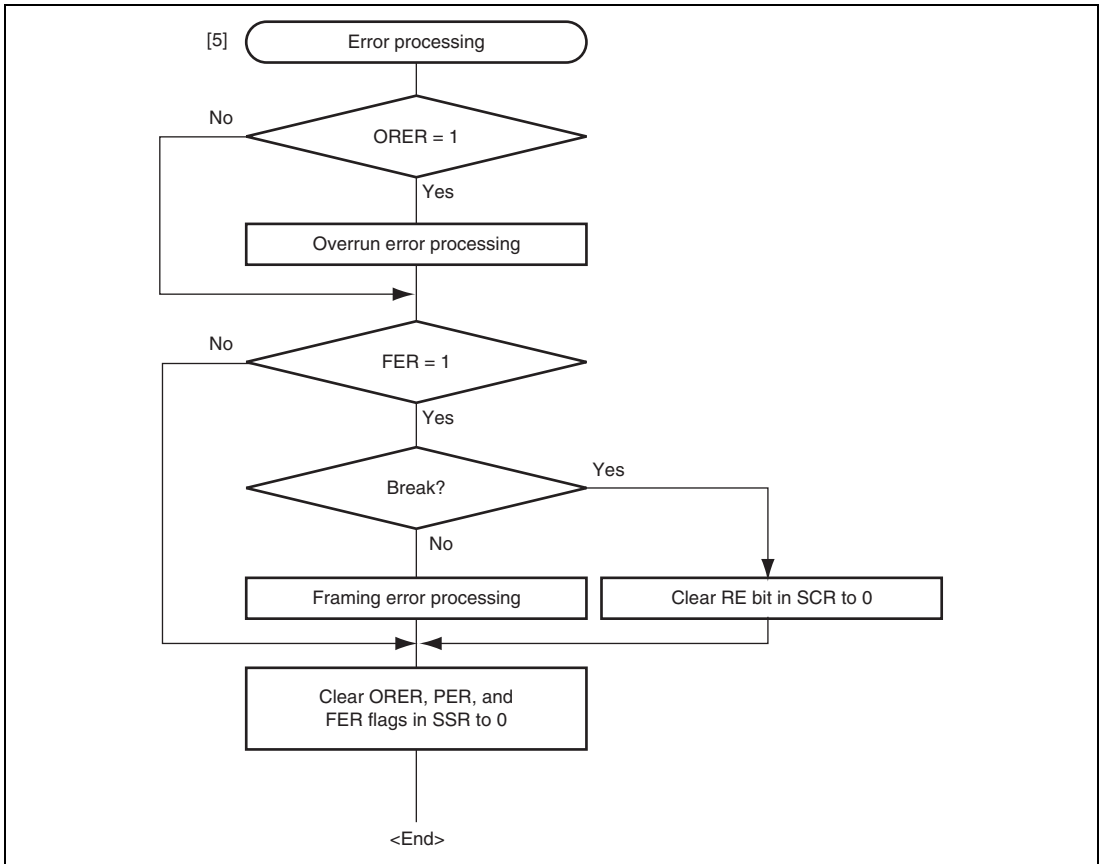 [5] Error processing
No
ORER = 1
Yes
Overrun error processing
No
FER = 1
Yes
Break?
Yes
No
Framing error processing
Clear RE bit in SCR to 0
Clear ORER, PER, and
FER flags in SSR to 0
<End>